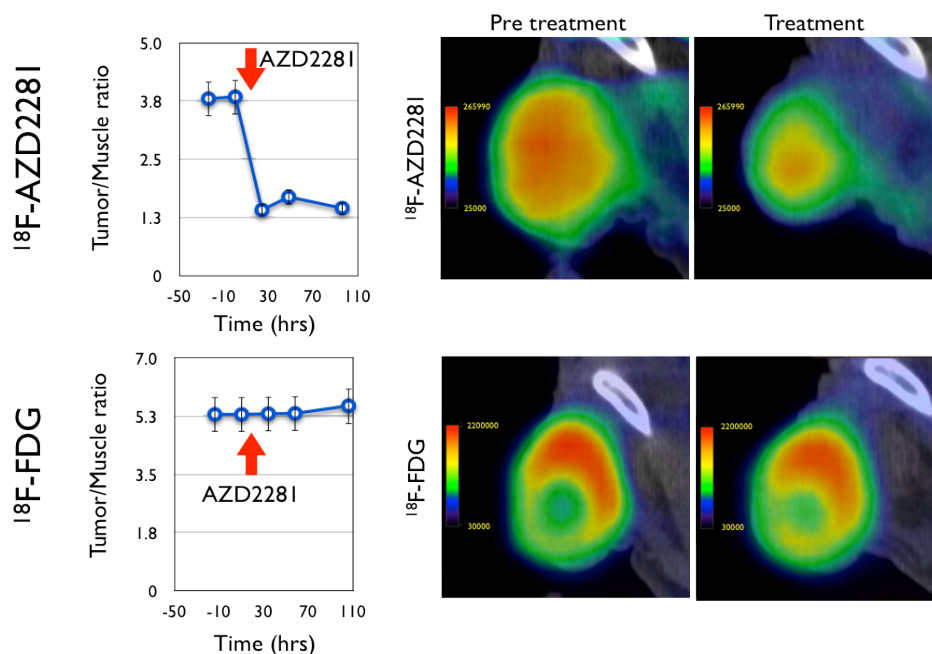 Pre treatment
Treatment
18F-AZD2281
Tumor/Muscle ratio
5.0
3.8
2.5
1.3
0
AZD2281
-50 -10 30 70 110
Time (hrs)
18F-AZD2281
265990
25000
265990
25000
18F-FDG
Tumor/Muscle ratio
7.0
5.3
3.5
1.8
0
AZD2281
-50 -10 30 70 110
Time (hrs)
18F-FDG
2200000
30000
2200000
30000